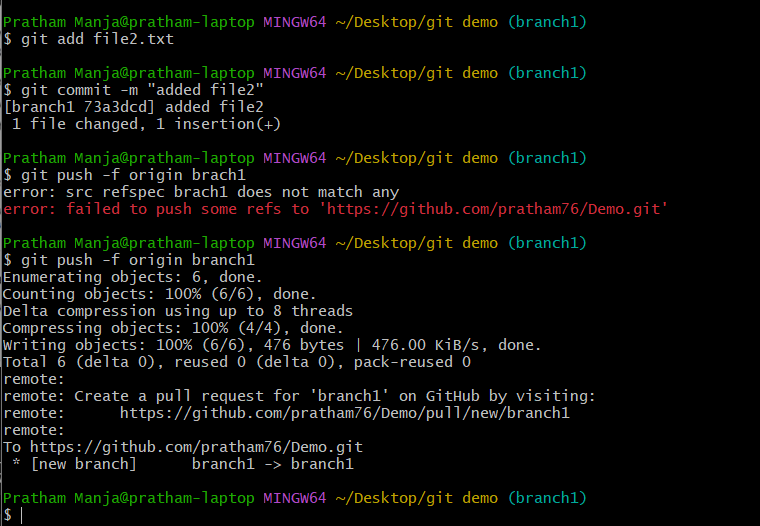 Pratham Manja@pratham-laptop MINGW64 ~/Desktop/git demo (branch1)
$ git add file2.txt
Pratham Manja@pratham-laptop MINGW64 ~/Desktop/git demo (branch1)
$ git commit -m "added file2"
[branch1 73a3dcd] added file2
 1 file changed, 1 insertion(+)
Pratham Manja@pratham-laptop MINGW64 ~/Desktop/git demo (branch1)
$ git push -f origin brach1
error: src refspec brach1 does not match any
error: failed to push some refs to 'https://github.com/pratham76/Demo.git'
Pratham Manja@pratham-laptop MINGW64 ~/Desktop/git demo (branch1)
$ git push -f origin branch1
Enumerating objects: 6, done.
Counting objects: 100% (6/6), done.
Delta compression using up to 8 threads
Compressing objects: 100% (4/4), done.
Writing objects: 100% (6/6), 476 bytes | 476.00 KiB/s, done.
Total 6 (delta 0), reused 0 (delta 0), pack-reused 0
remote:
remote: Create a pull request for 'branch1' on GitHub by visiting:
remote:      https://github.com/pratham76/Demo/pull/new/branch1
remote:
To https://github.com/pratham76/Demo.git
 * [new branch]      branch1 -> branch1
Pratham Manja@pratham-laptop MINGW64 ~/Desktop/git demo (branch1)
$